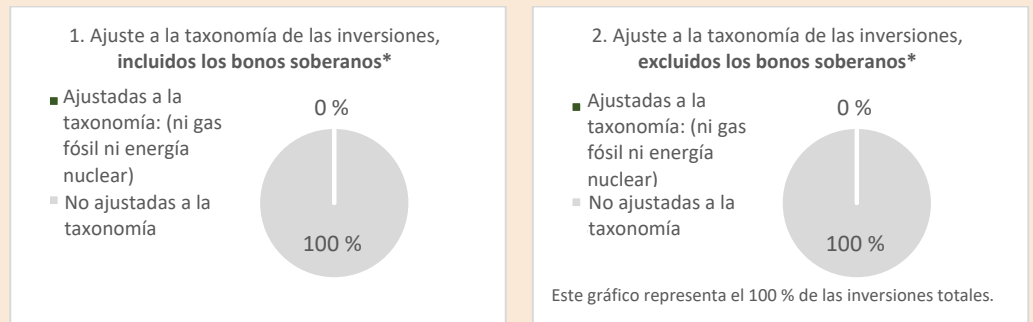 1. Ajuste a la taxonomía de las inversiones,
incluidos los bonos soberanos*
Ajustadas a la
taxonomía: (ni gas
fósil ni energía
nuclear)
No ajustadas a la
taxonomía
0 %
100 %
2. Ajuste a la taxonomía de las inversiones,
excluidos los bonos soberanos*
Ajustadas a la
taxonomía: (ni gas
fósil ni energía
nuclear)
No ajustadas a la
taxonomía
0 %
100 %
Este gráfico representa el 100 % de las inversiones totales.